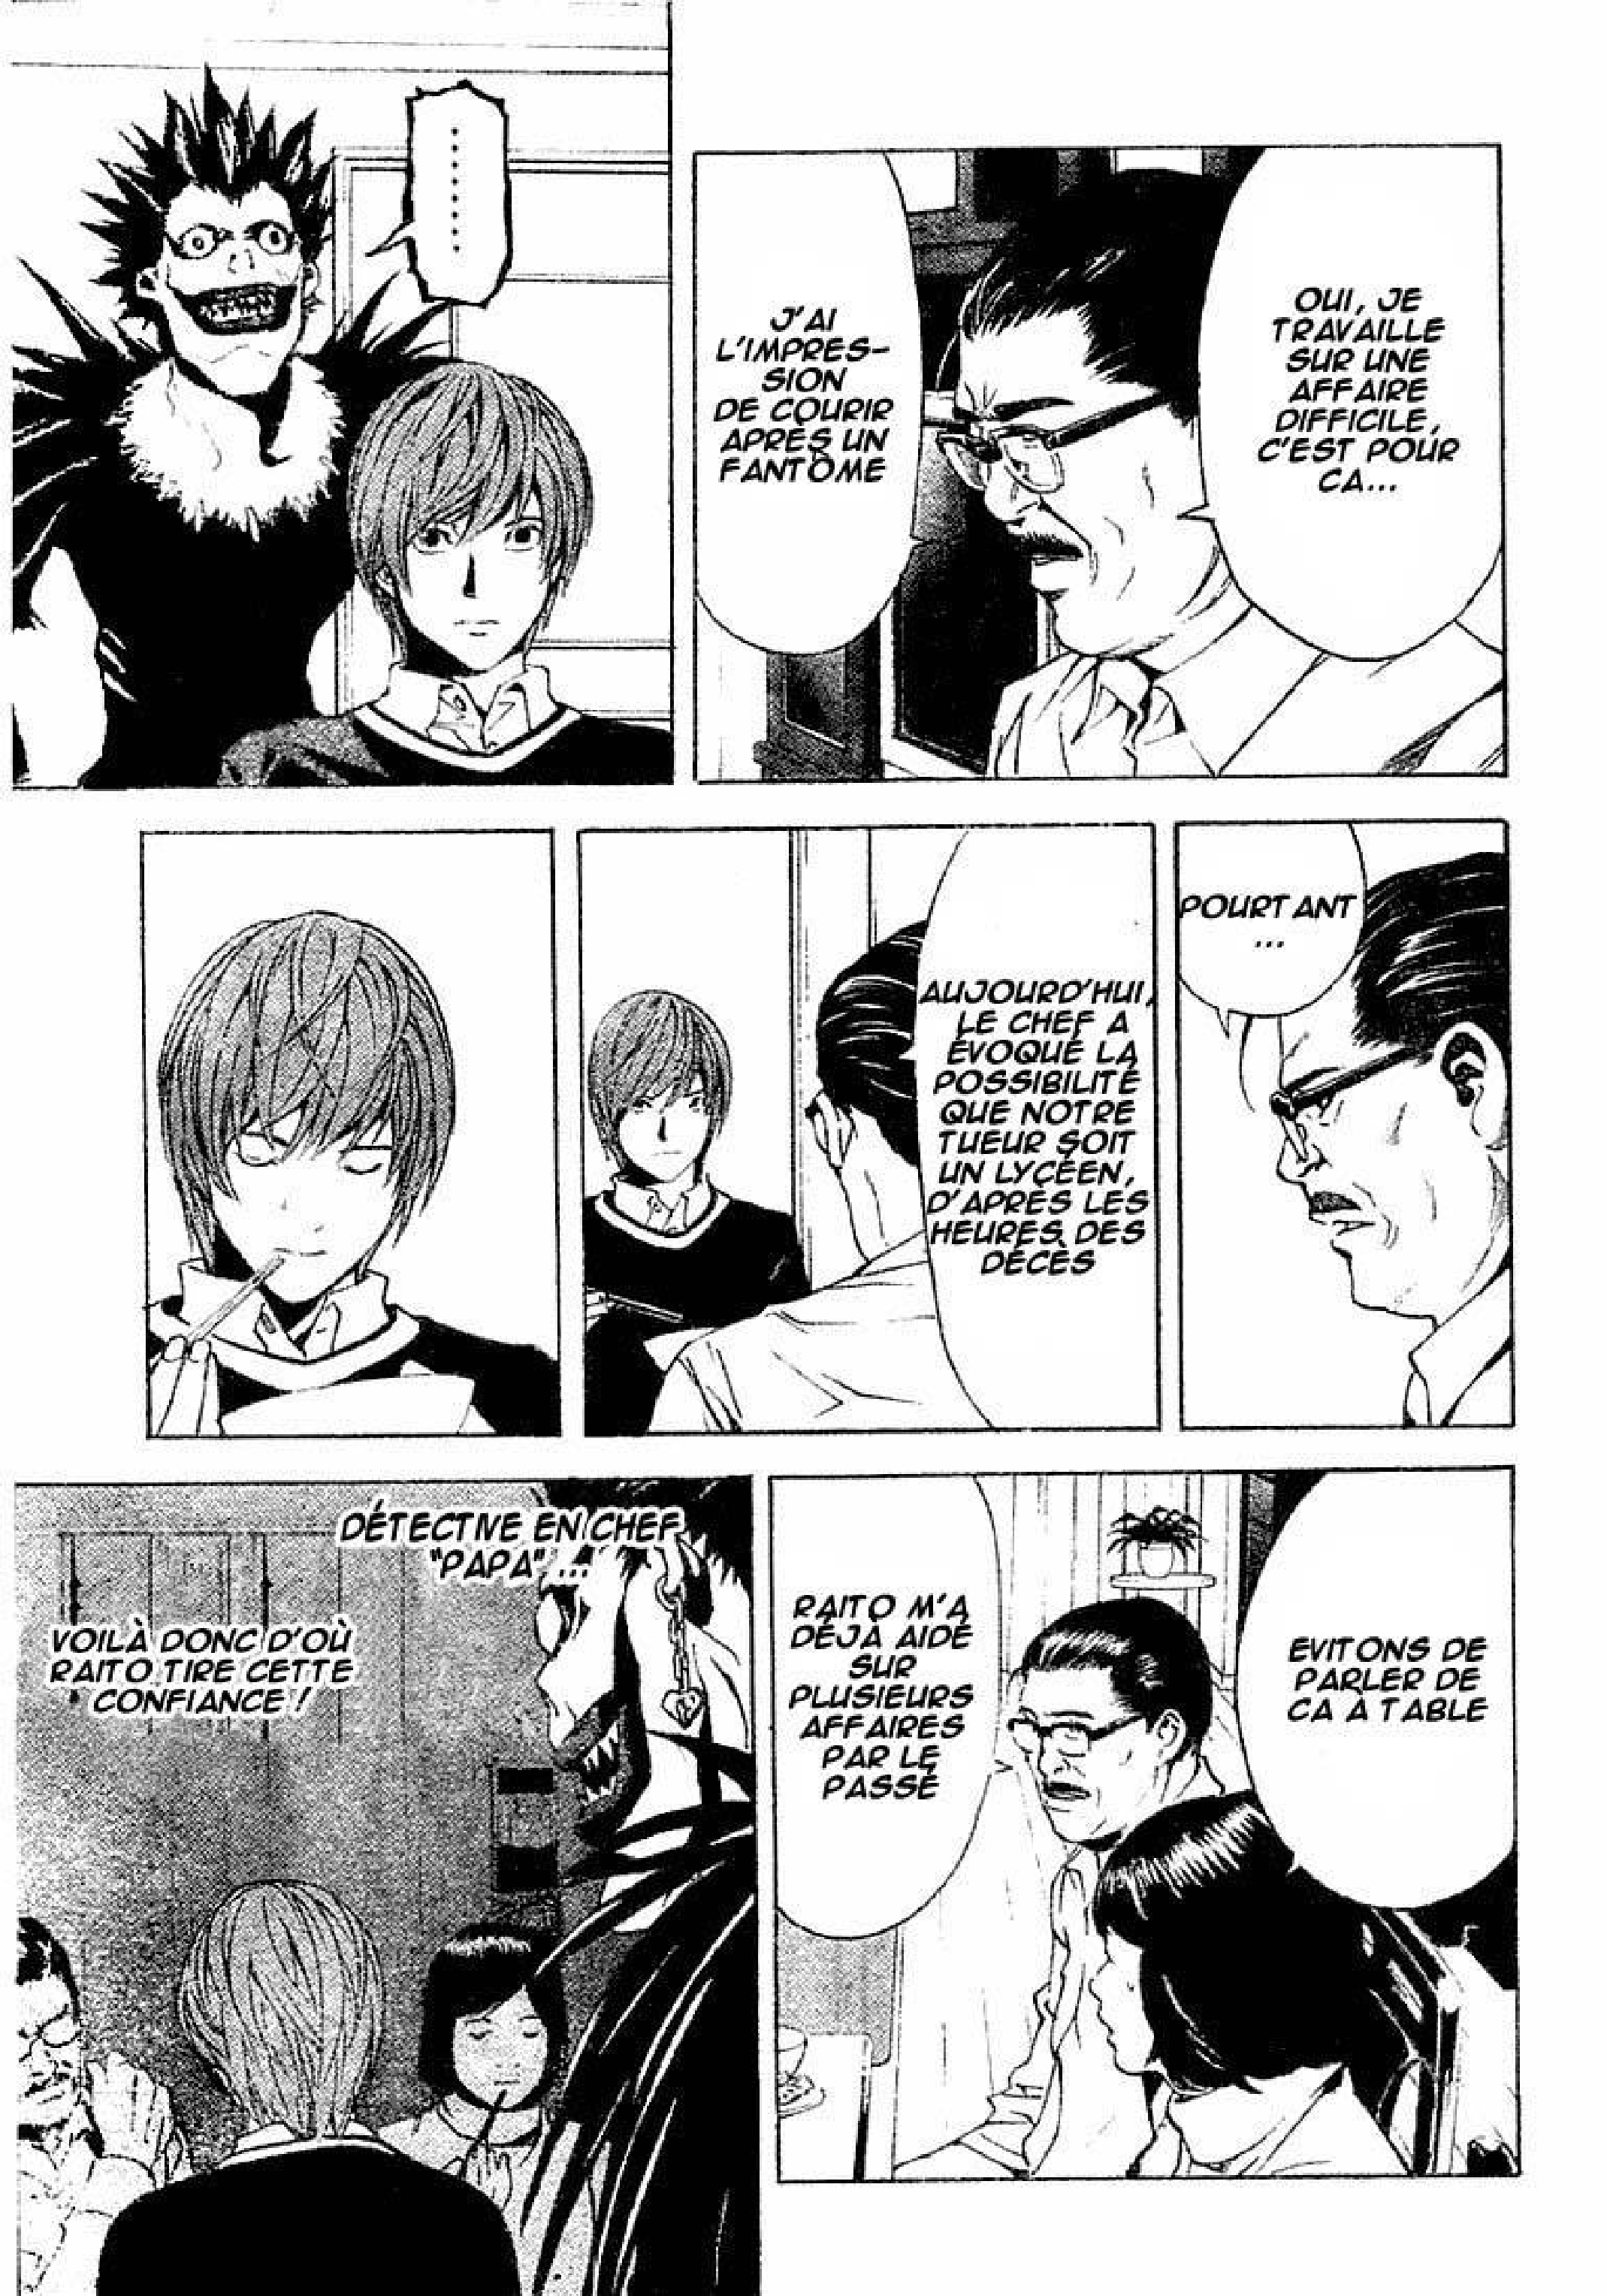 OUI, JE
TRAVAILLE
SUR UNE
AFFAIRE
DIFFICILE,
C'EST POUR
CA...
J'AI
L'IMPRES-
SION
DE COURIR
APRÈS UN
FANTÔME
.........
POURTANT
...
AUJOURD'HUI,
LE CHEF A
ÉVOQUÉ LA
POSSIBILITÉ
QUE NOTRE
TUEUR SOIT
UN LYCÉEN,
D'APRÈS LES
HEURES DES
DÉCÈS
EVITONS DE
PARLER DE
CA A TABLE
RAITO M'A
DÉJÀ AIDÉ
SUR
PLUSIEURS
AFFAIRES
PAR LE
PASSÉ
DÉTECTIVE EN CHEF
"PAPA"...
VOILÀ DONC D'OÙ
RAITO TIRE CETTE
CONFIANCE !